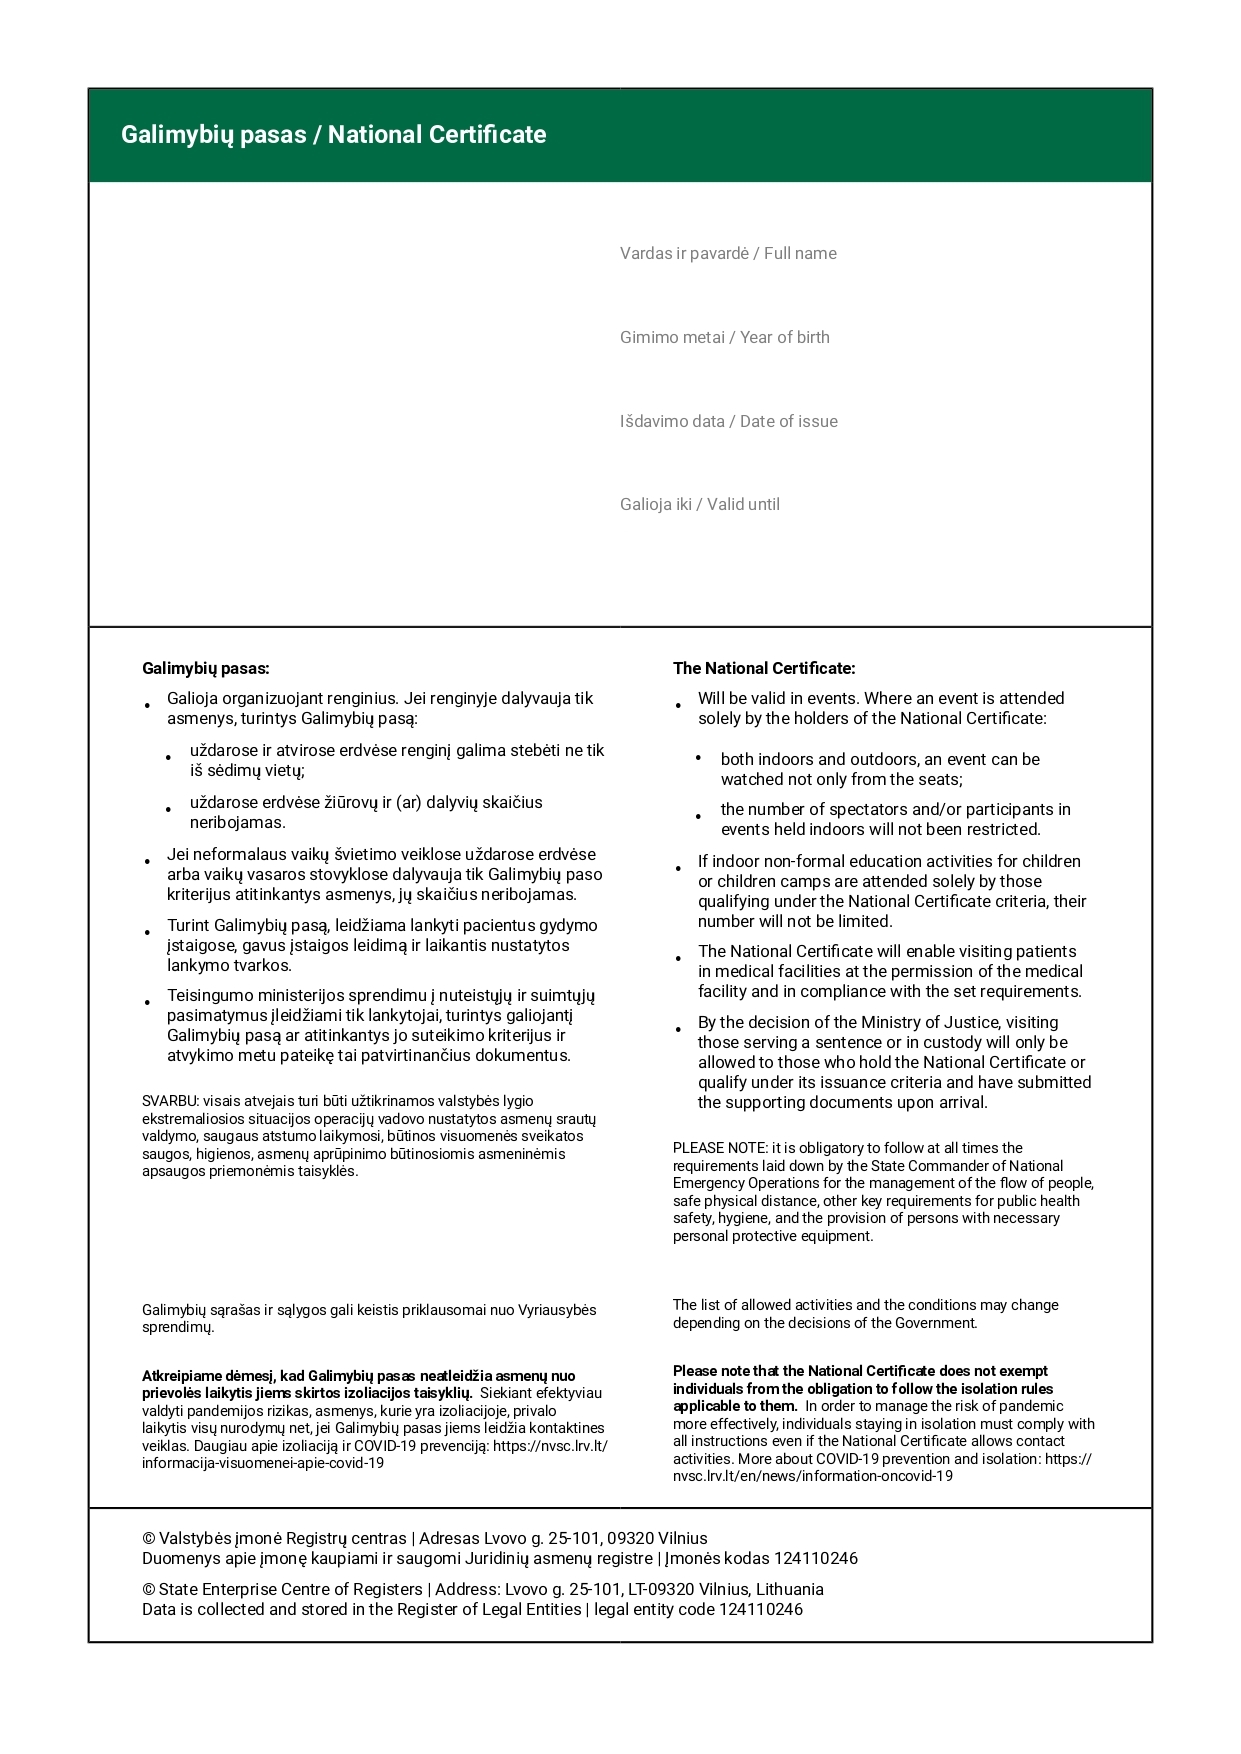 Galimybių pasas / National Certificate
Vardas ir pavardė / Full name
Gimimo metai / Year of birth
Išdavimo data / Date of issue
Galioja iki / Valid until
Galimybių pasas:
• Galioja organizuojant renginius. Jei renginyje dalyvauja tik
asmenys, turintys Galimybių pasą:
• uždarose ir atvirose erdvėse renginį galima stebėti ne tik
iš sėdimų vietų;
• uždarose erdvėse žiūrovų ir (ar) dalyvių skaičius
neribojamas.
• Jei neformalaus vaikų švietimo veiklose uždarose erdvėse
arba vaikų vasaros stovyklose dalyvauja tik Galimybių paso
kriterijus atitinkantys asmenys, jų skaičius neribojamas.
• Turint Galimybių pasą, leidžiama lankyti pacientus gydymo
įstaigose, gavus įstaigos leidimą ir laikantis nustatytos
lankymo tvarkos.
• Teisingumo ministerijos sprendimu į nuteistųjų ir suimtųjų
pasimatymus įleidžiami tik lankytojai, turintys galiojantį
Galimybių pasą ar atitinkantys jo suteikimo kriterijus ir
atvykimo metu pateikę tai patvirtinančius dokumentus.
SVARBU: visais atvejais turi būti užtikrinamos valstybės lygio
ekstremaliosios situacijos operacijų vadovo nustatytos asmenų srautų
valdymo, saugaus atstumo laikymosi, būtinos visuomenės sveikatos
saugos, higienos, asmenų aprūpinimo būtinosiomis asmeninėmis
apsaugos priemonėmis taisyklės.
Galimybių sąrašas ir sąlygos gali keistis priklausomai nuo Vyriausybės
sprendimų.
Atkreipiame dėmesį, kad Galimybių pasas neatleidžia asmenų nuo
prievolės laikytis jiems skirtos izoliacijos taisyklių. Siekiant efektyviau
valdyti pandemijos rizikas, asmenys, kurie yra izoliacijoje, privalo
laikytis visų nurodymų net, jei Galimybių pasas jiems leidžia kontaktines
veiklas. Daugiau apie izoliaciją ir COVID-19 prevenciją: https://nvsc.lrv.lt/
informacija-visuomenei-apie-covid-19
The National Certificate:
• Will be valid in events. Where an event is attended
solely by the holders of the National Certificate:
• both indoors and outdoors, an event can be
watched not only from the seats;
• the number of spectators and/or participants in
events held indoors will not been restricted.
• If indoor non-formal education activities for children
or children camps are attended solely by those
qualifying under the National Certificate criteria, their
number will not be limited.
• The National Certificate will enable visiting patients
in medical facilities at the permission of the medical
facility and in compliance with the set requirements.
• By the decision of the Ministry of Justice, visiting
those serving a sentence or in custody will only be
allowed to those who hold the National Certificate or
qualify under its issuance criteria and have submitted
the supporting documents upon arrival.
PLEASE NOTE: it is obligatory to follow at all times the
requirements laid down by the State Commander of National
Emergency Operations for the management of the flow of people,
safe physical distance, other key requirements for public health
safety, hygiene, and the provision of persons with necessary
personal protective equipment.
The list of allowed activities and the conditions may change
depending on the decisions of the Government.
Please note that the National Certificate does not exempt
individuals from the obligation to follow the isolation rules
applicable to them. In order to manage the risk of pandemic
more effectively, individuals staying in isolation must comply with
all instructions even if the National Certificate allows contact
activities. More about COVID-19 prevention and isolation: https://
nvsc.lrv.lt/en/news/information-oncovid-19
© Valstybės įmonė Registrų centras | Adresas Lvovo g. 25-101, 09320 Vilnius
Duomenys apie įmonę kaupiami ir saugomi Juridinių asmenų registre | Įmonės kodas 124110246
© State Enterprise Centre of Registers | Address: Lvovo g. 25-101, LT-09320 Vilnius, Lithuania
Data is collected and stored in the Register of Legal Entities | legal entity code 124110246